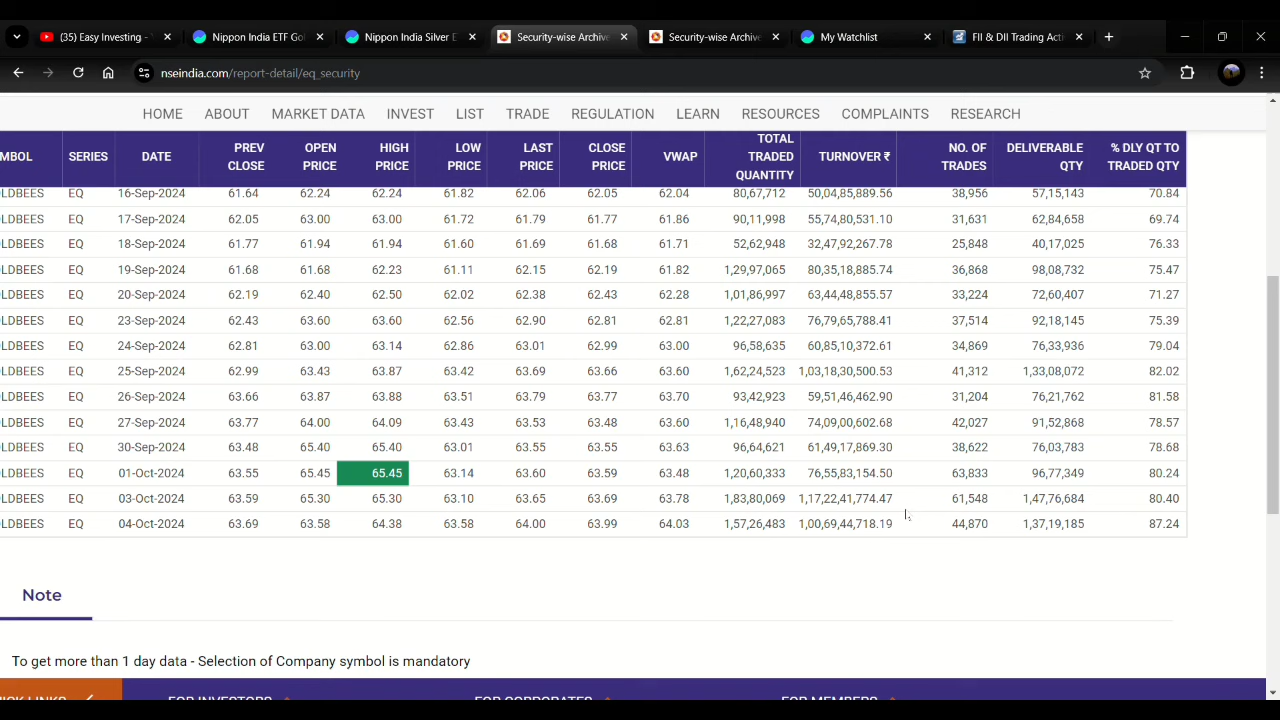 (35) Easy Investing -
Nippon India ETF Gol
Nippon India Silver E
Security-wise Archive
Security-wise Archive
My Watchlist
FII & DII Trading Acti
nseindia.com/report-detail/eq_security
HOME ABOUT MARKET DATA INVEST LIST TRADE REGULATION LEARN RESOURCES COMPLAINTS RESEARCH
MBOL SERIES DATE PREV CLOSE OPEN PRICE HIGH PRICE LOW PRICE LAST PRICE CLOSE PRICE VWAP TOTAL TRADED QUANTITY TURNOVER ₹ NO. OF TRADES DELIVERABLE QTY % DLY QT TO TRADED QTY
LDBEES EQ 16-Sep-2024 61.64 62.24 62.24 61.82 62.06 62.05 62.04 80,67,712 50,04,85,889.56 38,956 57,15,143 70.84
LDBEES EQ 17-Sep-2024 62.05 63.00 63.00 61.72 61.79 61.77 61.86 90,11,998 55,74,80,531.10 31,631 62,84,658 69.74
LDBEES EQ 18-Sep-2024 61.77 61.94 61.94 61.60 61.69 61.68 61.71 52,62,948 32,47,92,267.78 25,848 40,17,025 76.33
LDBEES EQ 19-Sep-2024 61.68 61.68 62.23 61.11 62.15 62.19 61.82 1,29,97,065 80,35,18,885.74 36,868 98,08,732 75.47
LDBEES EQ 20-Sep-2024 62.19 62.40 62.50 62.02 62.38 62.43 62.28 1,01,86,997 63,44,48,855.57 33,224 72,60,407 71.27
LDBEES EQ 23-Sep-2024 62.43 63.60 63.60 62.56 62.90 62.81 62.81 1,22,27,083 76,79,65,788.41 37,514 92,18,145 75.39
LDBEES EQ 24-Sep-2024 62.81 63.00 63.14 62.86 63.01 62.99 63.00 96,58,635 60,85,10,372.61 34,869 76,33,936 79.04
LDBEES EQ 25-Sep-2024 62.99 63.43 63.87 63.42 63.69 63.66 63.60 1,62,24,523 1,03,18,30,500.53 41,312 1,33,08,072 82.02
LDBEES EQ 26-Sep-2024 63.66 63.87 63.88 63.51 63.79 63.77 63.70 93,42,923 59,51,46,462.90 31,204 76,21,762 81.58
LDBEES EQ 27-Sep-2024 63.77 64.00 64.09 63.43 63.53 63.48 63.60 1,16,48,940 74,09,00,602.68 42,027 91,52,868 78.57
LDBEES EQ 30-Sep-2024 63.48 65.40 65.40 63.01 63.55 63.55 63.63 96,64,621 61,49,17,869.30 38,622 76,03,783 78.68
LDBEES EQ 01-Oct-2024 63.55 65.45 65.45 63.14 63.60 63.59 63.48 1,20,60,333 76,55,83,154.50 63,833 96,77,349 80.24
LDBEES EQ 03-Oct-2024 63.59 65.30 65.30 63.10 63.65 63.69 63.78 1,83,80,069 1,17,22,41,774.47 61,548 1,47,76,684 80.40
LDBEES EQ 04-Oct-2024 63.69 63.58 64.38 63.58 64.00 63.99 64.03 1,57,26,483 1,00,69,44,718.19 44,870 1,37,19,185 87.24
Note
To get more than 1 day data - Selection of Company symbol is mandatory
ICK LINKS FOR INVESTORS FOR CORPORATES FOR MEMBERS